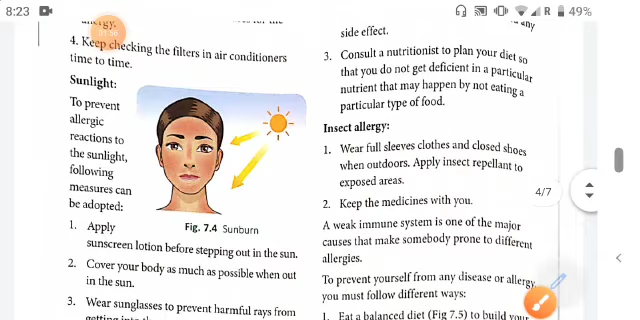 8:23
R
49%
4. Keep checking the filters in air conditioners
time to time.
Sunlight:
To prevent
allergic
reactions to
the sunlight,
following
measures can
be adopted:
Fig. 7.4 Sunburn
1. Apply
sunscreen lotion before stepping out in the sun.
2. Cover your body as much as possible when out
in the sun.
3. Wear sunglasses to prevent harmful rays from
any
side effect.
3. Consult a nutritionist to plan your diet so
that you do not get deficient in a particular
nutrient that may happen by not eating a
particular type of food.
Insect allergy:
1. Wear full sleeves clothes and closed shoes
when outdoors. Apply insect repellant to
exposed areas.
2. Keep the medicines with you.
A weak immune system is one of the major
causes that make somebody prone to different
allergies.
To prevent yourself from any disease or allergy,
you must follow different ways:
1. Eat a balanced diet (Fig 7.5) to build your
4/7